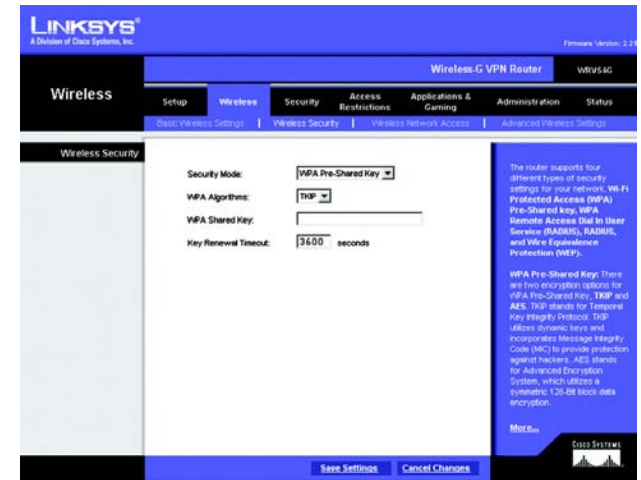 LINKSYS®
A Division of Cisco Systems, Inc.
Firmware Version: 2.21
Wireless-G VPN Router WRV54G
Wireless
Setup Wireless Security Access Restrictions Applications & Gaming Administration Status
Basic Wireless Settings | Wireless Security | Wireless Network Access | Advanced Wireless Settings
Wireless Security
Security Mode: WPA Pre-Shared Key
WPA Algorithms: TKIP
WPA Shared Key:
Key Renewal Timeout: 3600 seconds
The router supports four
different types of security
settings for your network. Wi-Fi
Protected Access (WPA)
Pre-Shared key, WPA
Remote Access Dial In User
Service (RADIUS), RADIUS,
and Wire Equivalence
Protection (WEP).
WPA Pre-Shared Key: There
are two encryption options for
WPA Pre-Shared Key, TKIP and
AES. TKIP stands for Temporal
Key Integrity Protocol. TKIP
utilizes dynamic keys and
incorporates Message Integrity
Code (MIC) to provide protection
against hackers. AES stands
for Advanced Encryption
System, which utilizes a
symmetric 128-Bit block data
encryption.
More...
Save Settings Cancel Changes
CISCO SYSTEMS